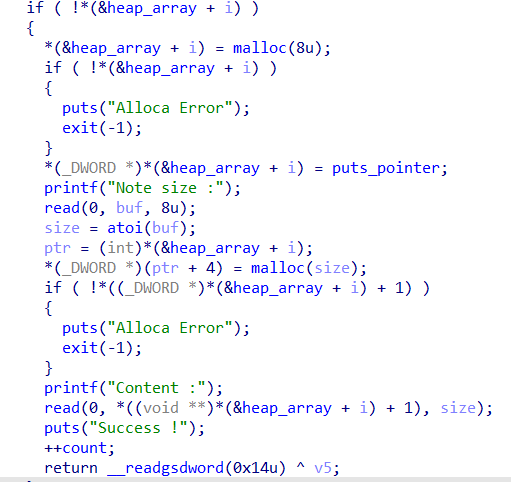 if ( !*(&heap_array + i) )
{
*(&heap_array + i) = malloc(8u);
if ( !*(&heap_array + i) )
{
puts("Alloca Error");
exit(-1);
}
*(_DWORD *)*(&heap_array + i) = puts_pointer;
printf("Note size :");
read(0, buf, 8u);
size = atoi(buf);
ptr = (int)*(&heap_array + i);
*(_DWORD *)(ptr + 4) = malloc(size);
if ( !*((_DWORD *)*(&heap_array + i) + 1) )
{
puts("Alloca Error");
exit(-1);
}
printf("Content :");
read(0, *((void **)*(&heap_array + i) + 1), size);
puts("Success !");
++count;
return __readgsdword(0x14u) ^ v5;